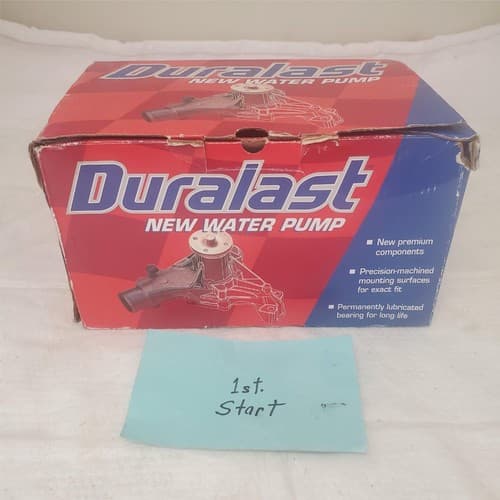 Duralast
NEW WATER PUMP
Duralast
NEW WATER PUMP
New premium
components
Precision-machined
mounting surfaces
for exact fit
Permanently lubricated
bearing for long life
1st.
Start